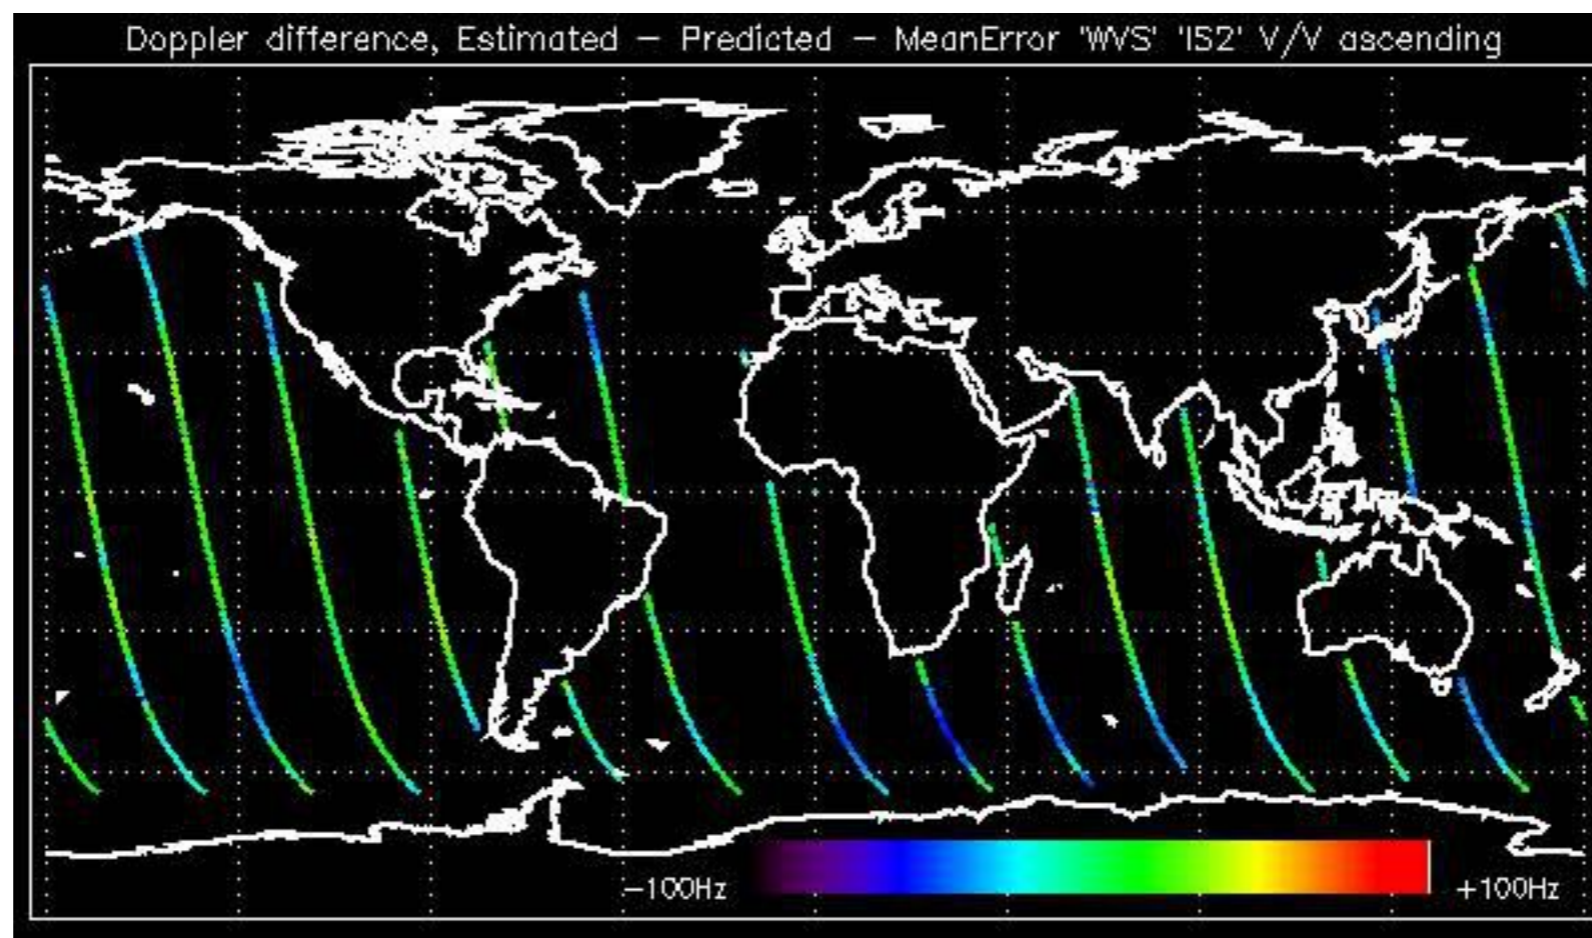 Doppler difference, Estimated - Predicted - MeanError 'WVS' 'IS2' V/V ascending
-100Hz
+100Hz